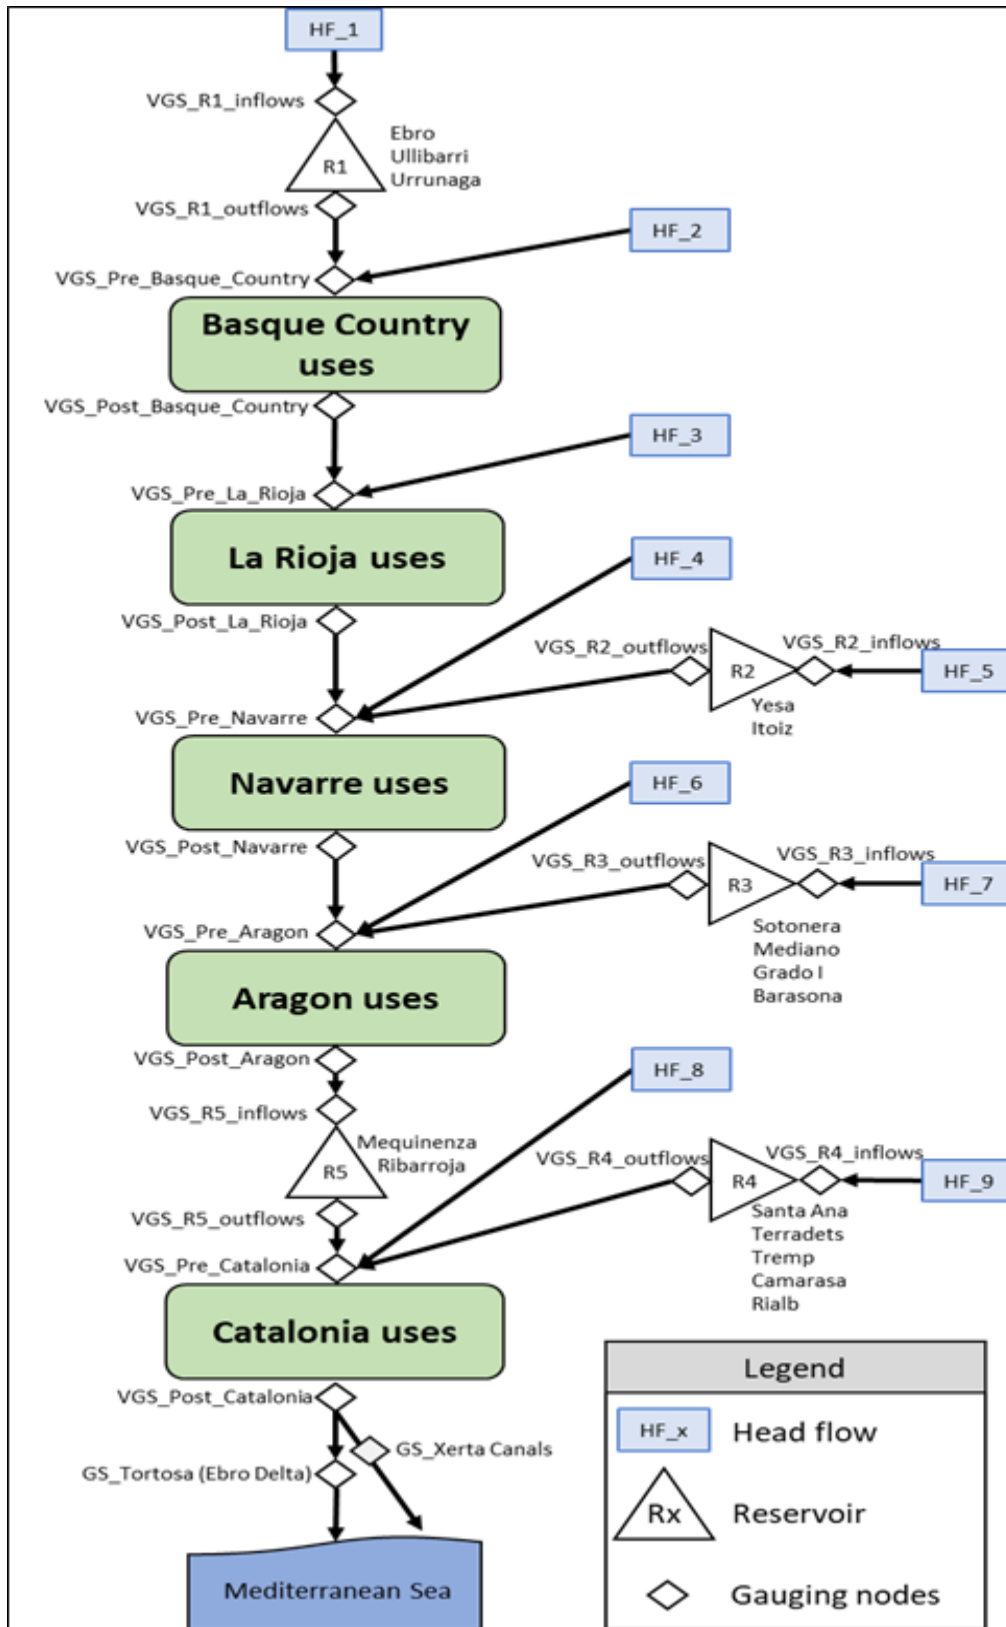 HF_1
VGS_R1_inflows
R1
Ebro
Ullibarri
Urrunaga
VGS_R1_outflows
HF_2
VGS_Pre_Basque_Country
Basque Country
uses
VGS_Post_Basque_Country
HF_3
VGS_Pre_La_Rioja
La Rioja uses
HF_4
VGS_Post_La_Rioja
VGS_R2_outflows
VGS_R2_inflows
R2
HF_5
Yesa
Itoiz
VGS_Pre_Navarre
Navarre uses
HF_6
VGS_Post_Navarre
VGS_R3_outflows
VGS_R3_inflows
R3
HF_7
Sotonera
Mediano
Grado I
Barasona
VGS_Pre_Aragon
Aragon uses
VGS_Post_Aragon
HF_8
VGS_R5_inflows
Mequinenza
Ribarroja
R5
VGS_R4_outflows
VGS_R4_inflows
R4
HF_9
Santa Ana
Terradets
Tremp
Camarasa
Rialb
VGS_R5_outflows
VGS_Pre_Catalonia
Catalonia uses
VGS_Post_Catalonia
GS_Xerta Canals
GS_Tortosa (Ebro Delta)
Mediterranean Sea
Legend
HF_x
Head flow
Rx
Reservoir
Gauging nodes